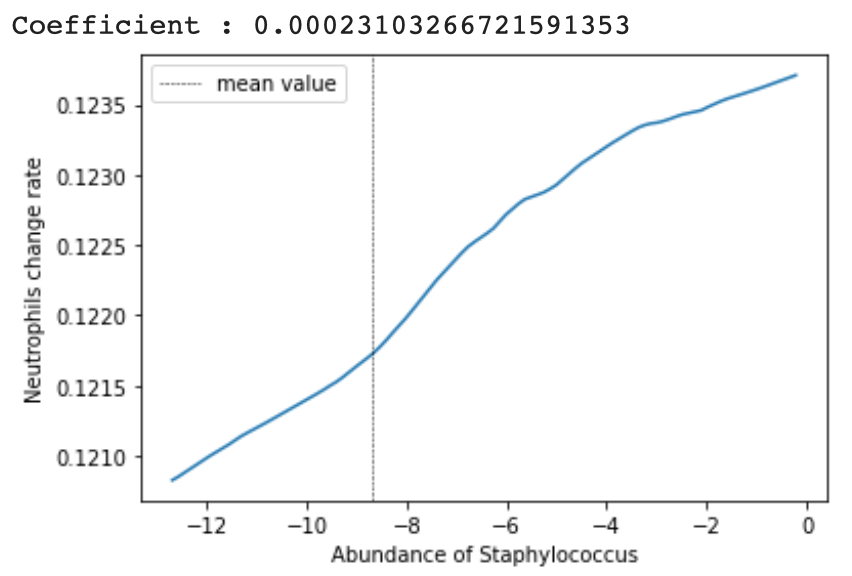 Coefficient : 0.00023103266721591353
mean value
Neutrophils change rate
0.1235
0.1230
0.1225
0.1220
0.1215
0.1210
−12 −10 −8 −6 −4 −2 0
Abundance of Staphylococcus